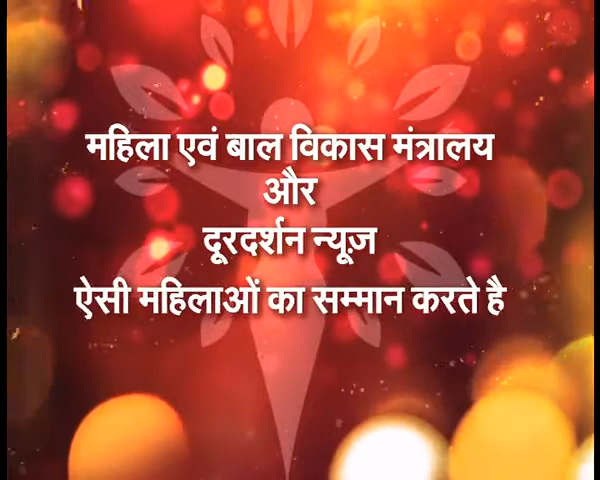 महिला एवं बाल विकास मंत्रालय
और
दूरदर्शन न्यूज़
ऐसी महिलाओं का सम्मान करते है